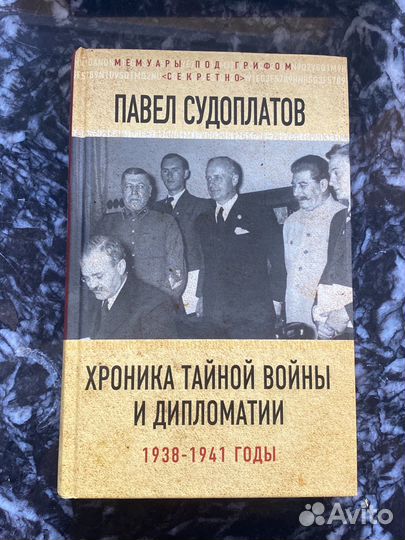 МЕМУАРЫ ПОД ГРИФОМ
<СЕКРЕТНО>
ПАВЕЛ СУДОПЛАТОВ
ХРОНИКА ТАЙНОЙ ВОЙНЫ
И ДИПЛОМАТИИ
1938-1941 ГОДЫ
Avito